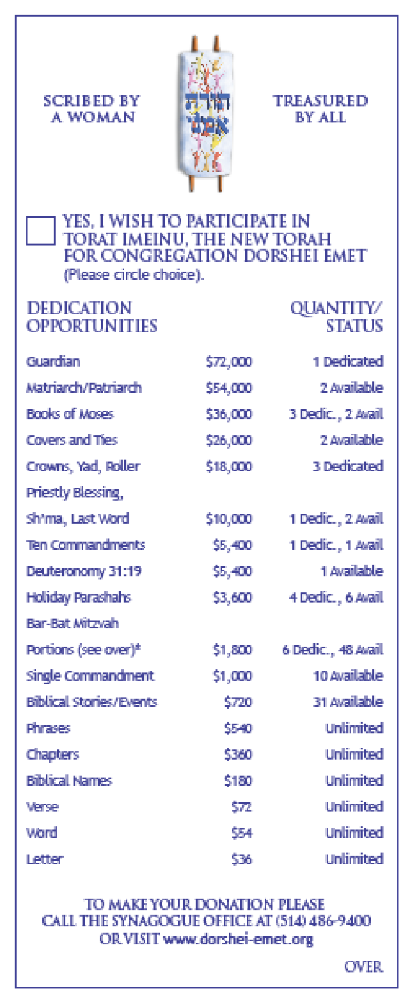 SCRIBED BY
A WOMAN
תורה
אמנו
TREASURED
BY ALL
YES, I WISH TO PARTICIPATE IN
TORAT IMEINU, THE NEW TORAH
FOR CONGREGATION DORSHEI EMET
(Please circle choice).
DEDICATION OPPORTUNITIES QUANTITY/ STATUS
Guardian $72,000 1 Dedicated
Matriarch/Patriarch $54,000 2 Available
Books of Moses $36,000 3 Dedic., 2 Avail
Covers and Ties $26,000 2 Available
Crowns, Yad, Roller $18,000 3 Dedicated
Priestly Blessing,
Sh'ma, Last Word $10,000 1 Dedic., 2 Avail
Ten Commandments $5,400 1 Dedic., 1 Avail
Deuteronomy 31:19 $5,400 1 Available
Holiday Parashahs $3,600 4 Dedic., 6 Avail
Bar-Bat Mitzvah
Portions (see over)* $1,800 6 Dedic., 48 Avail
Single Commandment $1,000 10 Available
Biblical Stories/Events $720 31 Available
Phrases $540 Unlimited
Chapters $360 Unlimited
Biblical Names $180 Unlimited
Verse $72 Unlimited
Word $54 Unlimited
Letter $36 Unlimited
TO MAKE YOUR DONATION PLEASE
CALL THE SYNAGOGUE OFFICE AT (514) 486-9400
OR VISIT www.dorshei-emet.org
OVER